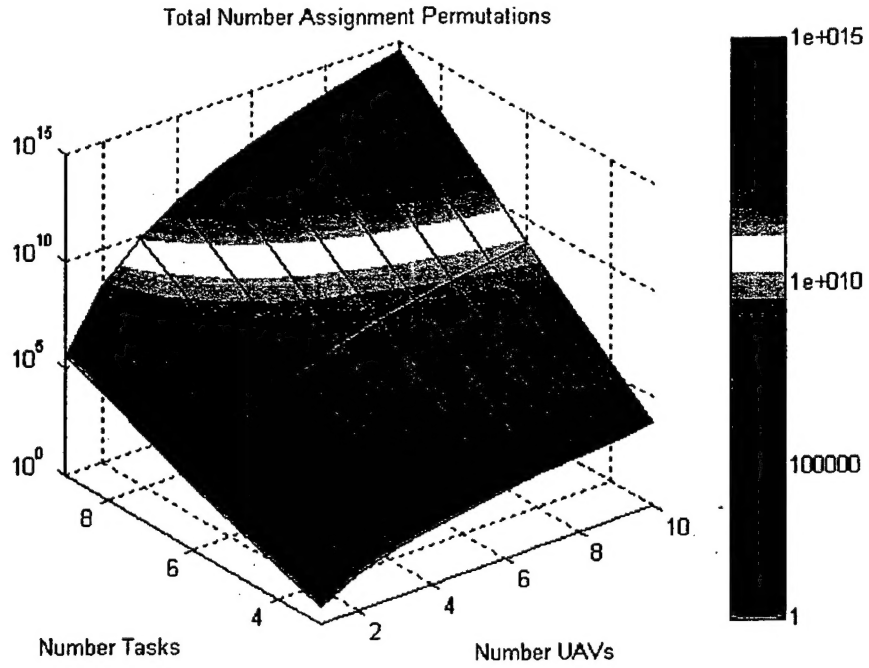 Total Number Assignment Permutations
1e+015
10^15
10^10
1e+010
10^5
100000
10^0
8
6
4
2
4
6
8
10
1
Number Tasks
Number UAVs